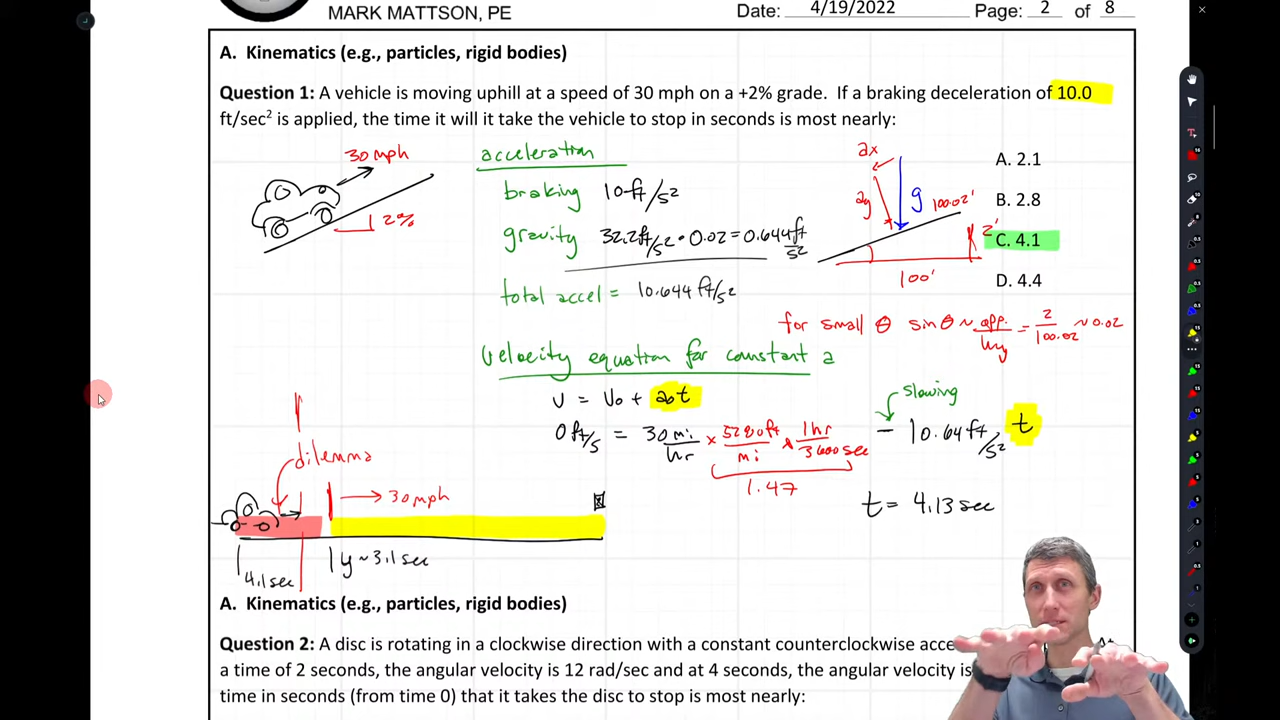 MARK MATTSON, PE
Date: 4/19/2022 Page: 2 of 8
A. Kinematics (e.g., particles, rigid bodies)
Question 1: A vehicle is moving uphill at a speed of 30 mph on a +2% grade. If a braking deceleration of 10.0
ft/sec² is applied, the time it will it take the vehicle to stop in seconds is most nearly:
30 mph
2%
acceleration
braking 10 ft/s²
gravity 32.2 ft/s² • 0.02 = 0.644 ft/s²
total accel = 10.644 ft/s²
ax
ay
g
100.02'
2'
100'
A. 2.1
B. 2.8
C. 4.1
D. 4.4
for small θ sin θ ~ opp./hyp = 2/100.02 ~ 0.02
velocity equation for constant a
v = v₀ + a₀t
slowing
0 ft/s = 30 mi/hr × 5280 ft/mi × 1 hr/3600 sec − 10.64 ft/s² t
1.47
t = 4.13 sec
dilemma
30 mph
4.1 sec
y ~ 3.1 sec
A. Kinematics (e.g., particles, rigid bodies)
Question 2: A disc is rotating in a clockwise direction with a constant counterclockwise acce
a time of 2 seconds, the angular velocity is 12 rad/sec and at 4 seconds, the angular velocity is
time in seconds (from time 0) that it takes the disc to stop is most nearly: